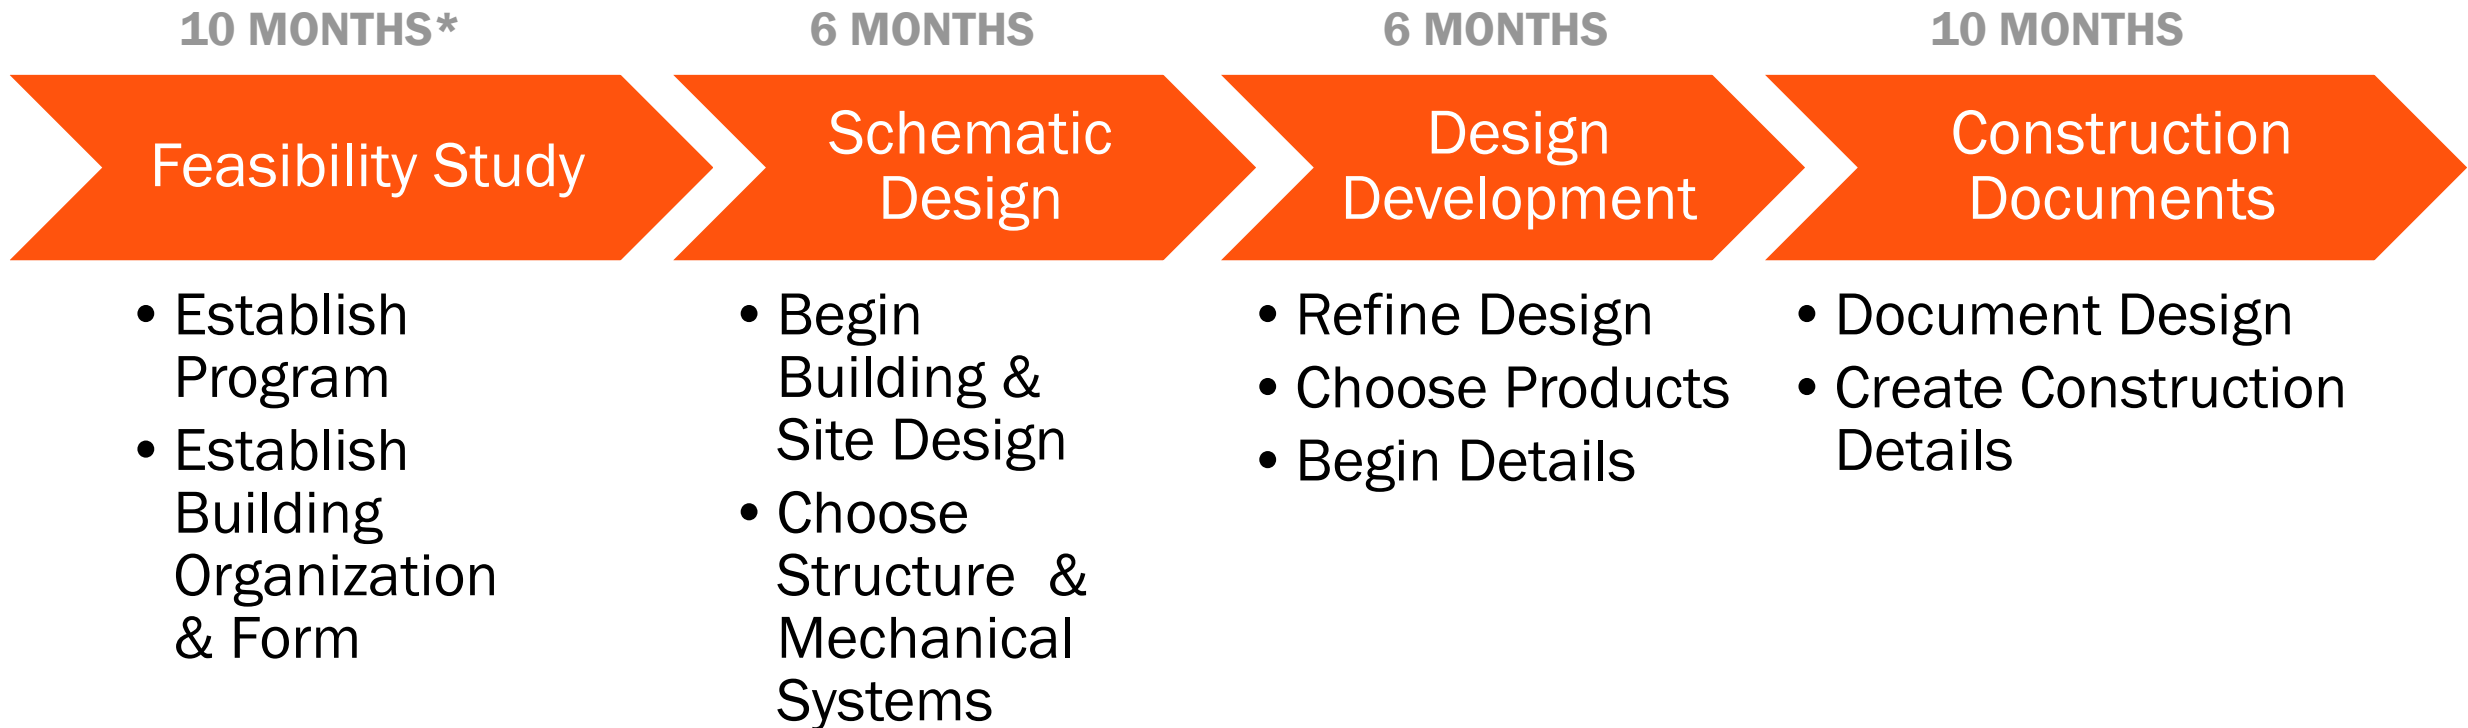 10 MONTHS*
6 MONTHS
6 MONTHS
10 MONTHS
Feasibility Study
Schematic
Design
Design
Development
Construction
Documents
• Establish
Program
• Establish
Building
Organization
& Form
• Begin
Building &
Site Design
• Choose
Structure & 
Mechanical
Systems
• Refine Design
• Choose Products
• Begin Details
• Document Design
• Create Construction
Details